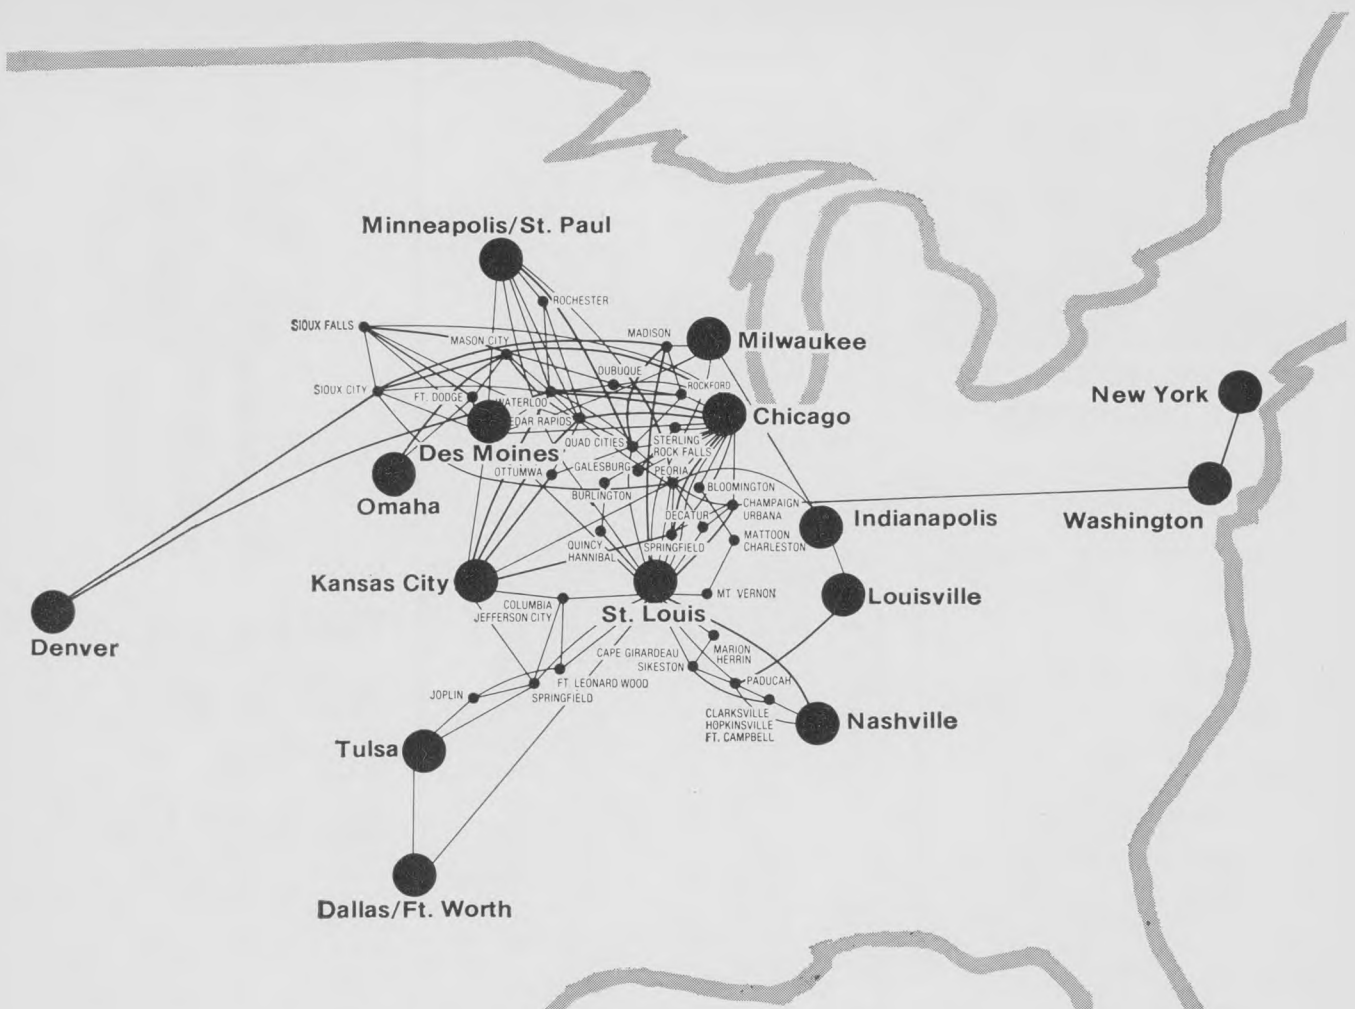 Minneapolis/St. Paul
ROCHESTER
SIOUX FALLS
MADISON
MASON CITY
Milwaukee
DUBUQUE
ROCKFORD
SIOUX CITY
FT. DODGE
WATERLOO
New York
Chicago
EDAR RAPIDS
QUAD CITIES
STERLING
ROCK FALLS
Des Moines
GALESBURG
PEORIA
OTTUMWA
BURLINGTON
BLOOMINGTON
Omaha
CHAMPAIGN
URBANA
DECATUR
Indianapolis
Washington
MATTOON
CHARLESTON
QUINCY
HANNIBAL
SPRINGFIELD
Kansas City
MT. VERNON
Louisville
COLUMBIA
JEFFERSON CITY
St. Louis
Denver
CAPE GIRARDEAU
SIKESTON
MARION
HERRIN
FT. LEONARD WOOD
PADUCAH
JOPLIN
SPRINGFIELD
CLARKSVILLE
HOPKINSVILLE
FT. CAMPBELL
Nashville
Tulsa
Dallas/Ft. Worth